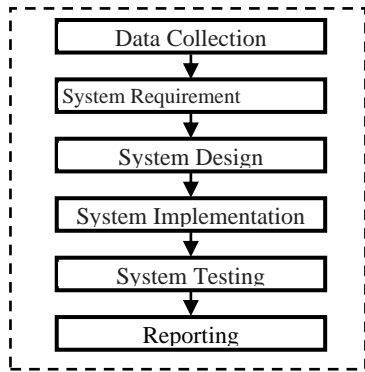 Data Collection
System Requirement
System Design
System Implementation
System Testing
Reporting